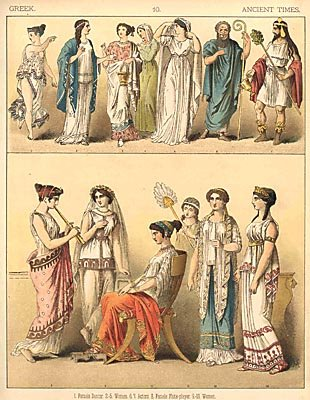 GREEK. 10. ANCIENT TIMES.
1. Female Dancer. 2-5. Women. 6. 7. Actors. 8. Female Flute-player. 9.-13. Women.